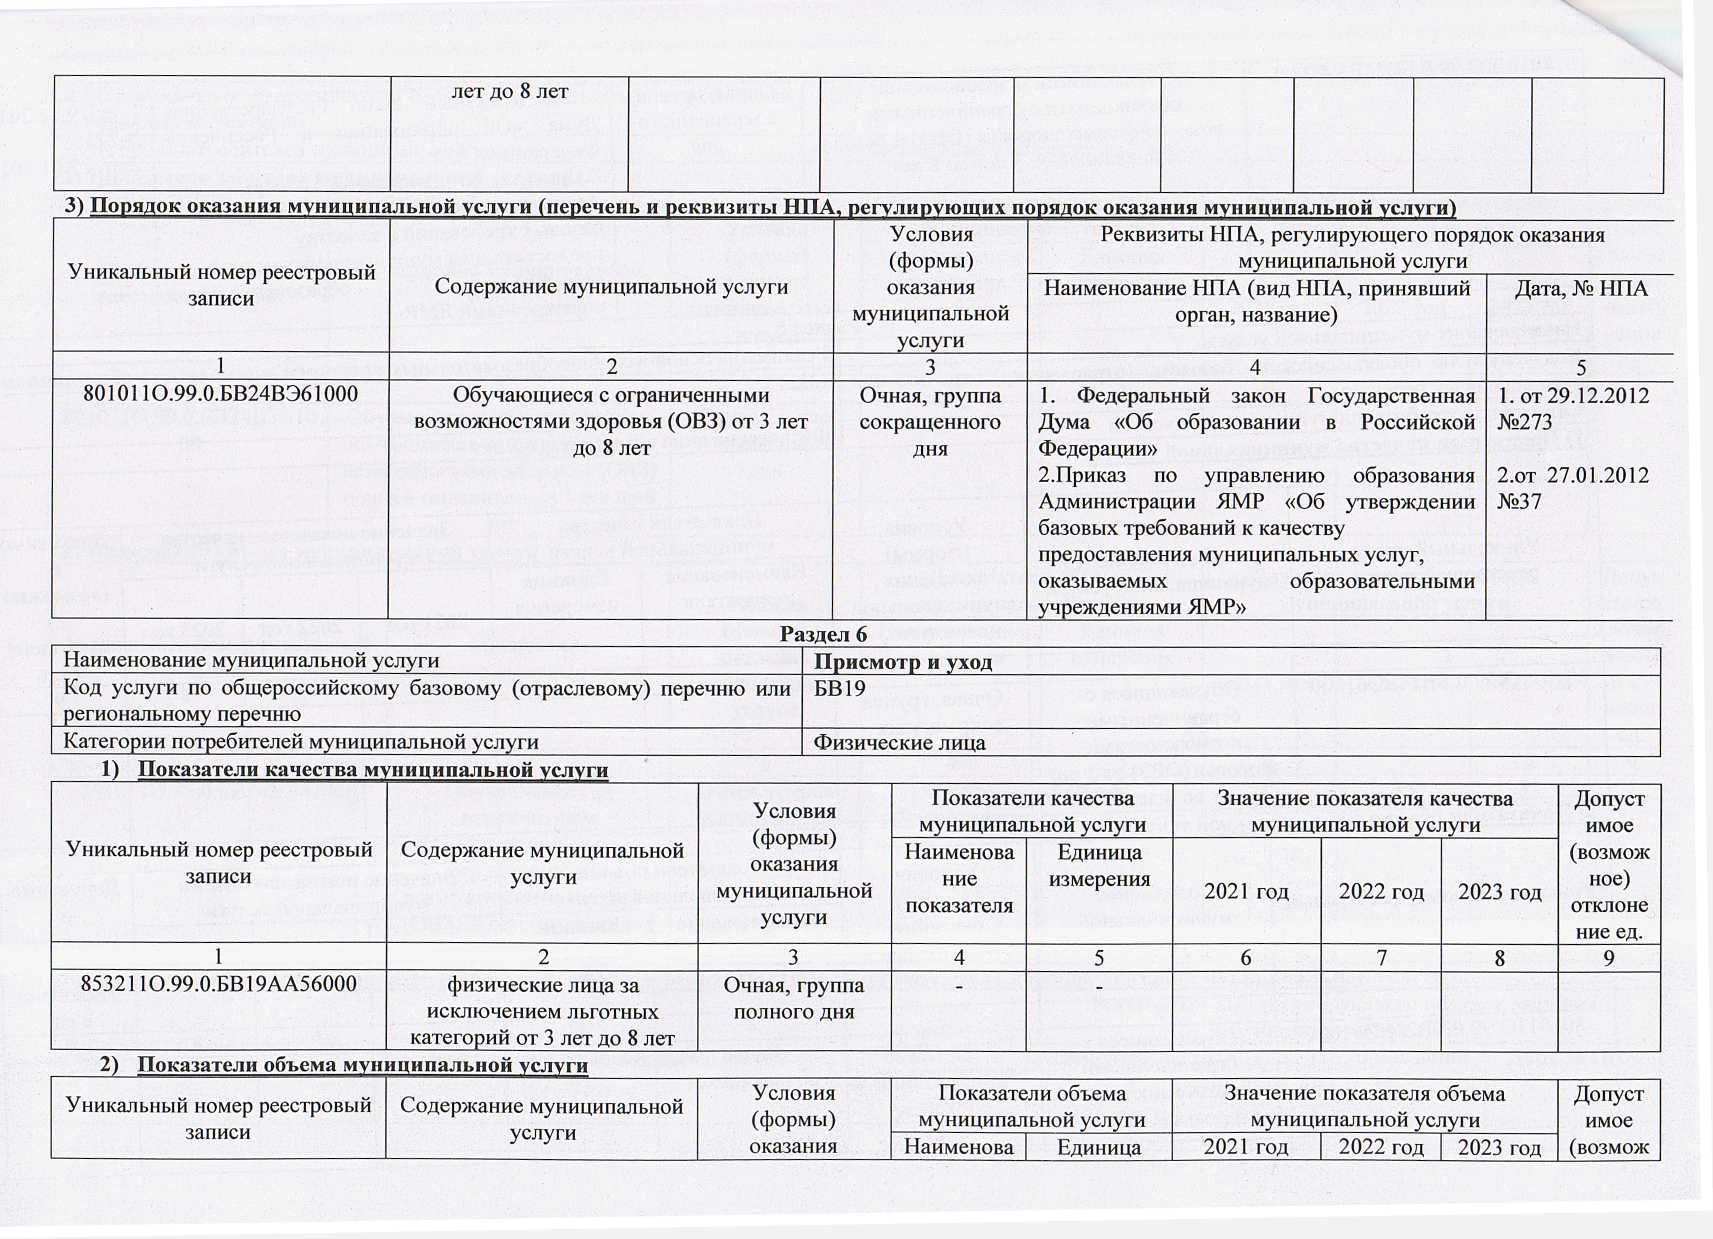 лет до 8 лет
3) Порядок оказания муниципальной услуги (перечень и реквизиты НПА, регулирующих порядок оказания муниципальной услуги)
Уникальный номер реестровый
записи
Содержание муниципальной услуги
Условия
(формы)
оказания
муниципальной
услуги
Реквизиты НПА, регулирующего порядок оказания
муниципальной услуги
Наименование НПА (вид НПА, принявший
орган, название)
Дата, № НПА
1 2 3 4 5
801011О.99.0.БВ24ВЭ61000
Обучающиеся с ограниченными
возможностями здоровья (ОВЗ) от 3 лет
до 8 лет
Очная, группа
сокращенного
дня
1. Федеральный закон Государственная
Дума «Об образовании в Российской
Федерации»
2.Приказ по управлению образования
Администрации ЯМР «Об утверждении
базовых требований к качеству
предоставления муниципальных услуг,
оказываемых образовательными
учреждениями ЯМР»
1. от 29.12.2012
№273
2.от 27.01.2012
№37
Раздел 6
Наименование муниципальной услуги
Присмотр и уход
Код услуги по общероссийскому базовому (отраслевому) перечню или
региональному перечню
БВ19
Категории потребителей муниципальной услуги
Физические лица
1) Показатели качества муниципальной услуги
Уникальный номер реестровый
записи
Содержание муниципальной
услуги
Условия
(формы)
оказания
муниципальной
услуги
Показатели качества
муниципальной услуги
Наименова
ние
показателя
Единица
измерения
Значение показателя качества
муниципальной услуги
2021 год 2022 год 2023 год
Допуст
имое
(возмож
ное)
отклоне
ние ед.
1 2 3 4 5 6 7 8 9
853211О.99.0.БВ19АА56000
физические лица за
исключением льготных
категорий от 3 лет до 8 лет
Очная, группа
полного дня
- -
2) Показатели объема муниципальной услуги
Уникальный номер реестровый
записи
Содержание муниципальной
услуги
Условия
(формы)
оказания
Показатели объема
муниципальной услуги
Наименова
Единица
Значение показателя объема
муниципальной услуги
2021 год 2022 год 2023 год
Допуст
имое
(возмож